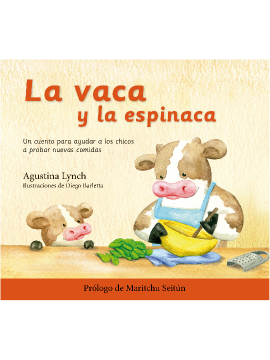 La vaca
y la espinaca
Un cuento para ayudar a los chicos
a probar nuevas comidas
Agustina Lynch
Ilustraciones de Diego Barletta
Prólogo de Maritchu Seitún